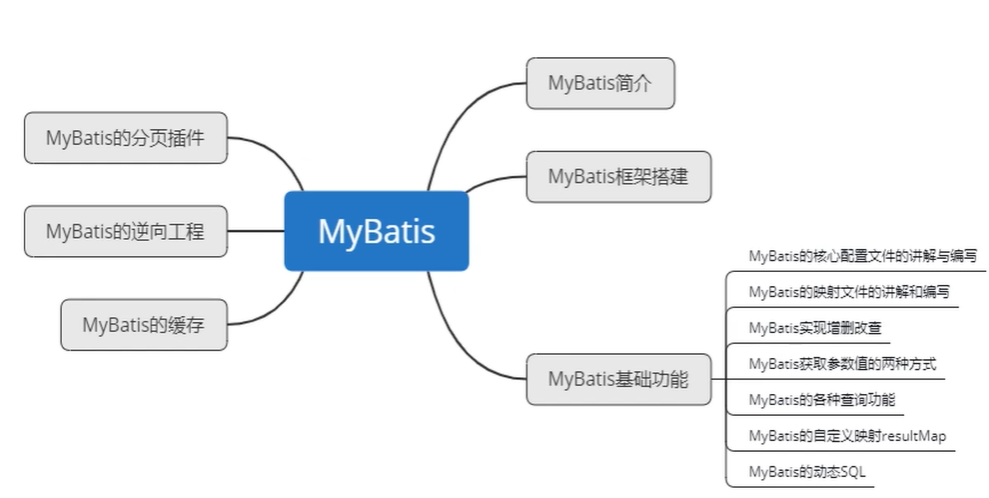 MyBatis
MyBatis简介
MyBatis框架搭建
MyBatis基础功能
MyBatis的核心配置文件的讲解与编写
MyBatis的映射文件的讲解和编写
MyBatis实现增删改查
MyBatis获取参数值的两种方式
MyBatis的各种查询功能
MyBatis的自定义映射resultMap
MyBatis的动态SQL
MyBatis的缓存
MyBatis的逆向工程
MyBatis的分页插件